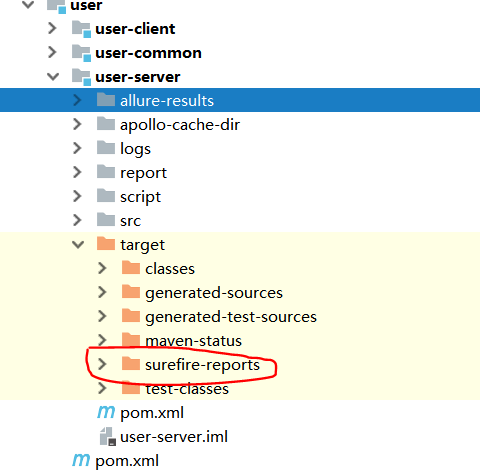 user
user-client
user-common
user-server
allure-results
apollo-cache-dir
logs
report
script
src
target
classes
generated-sources
generated-test-sources
maven-status
surefire-reports
test-classes
pom.xml
user-server.iml
pom.xml